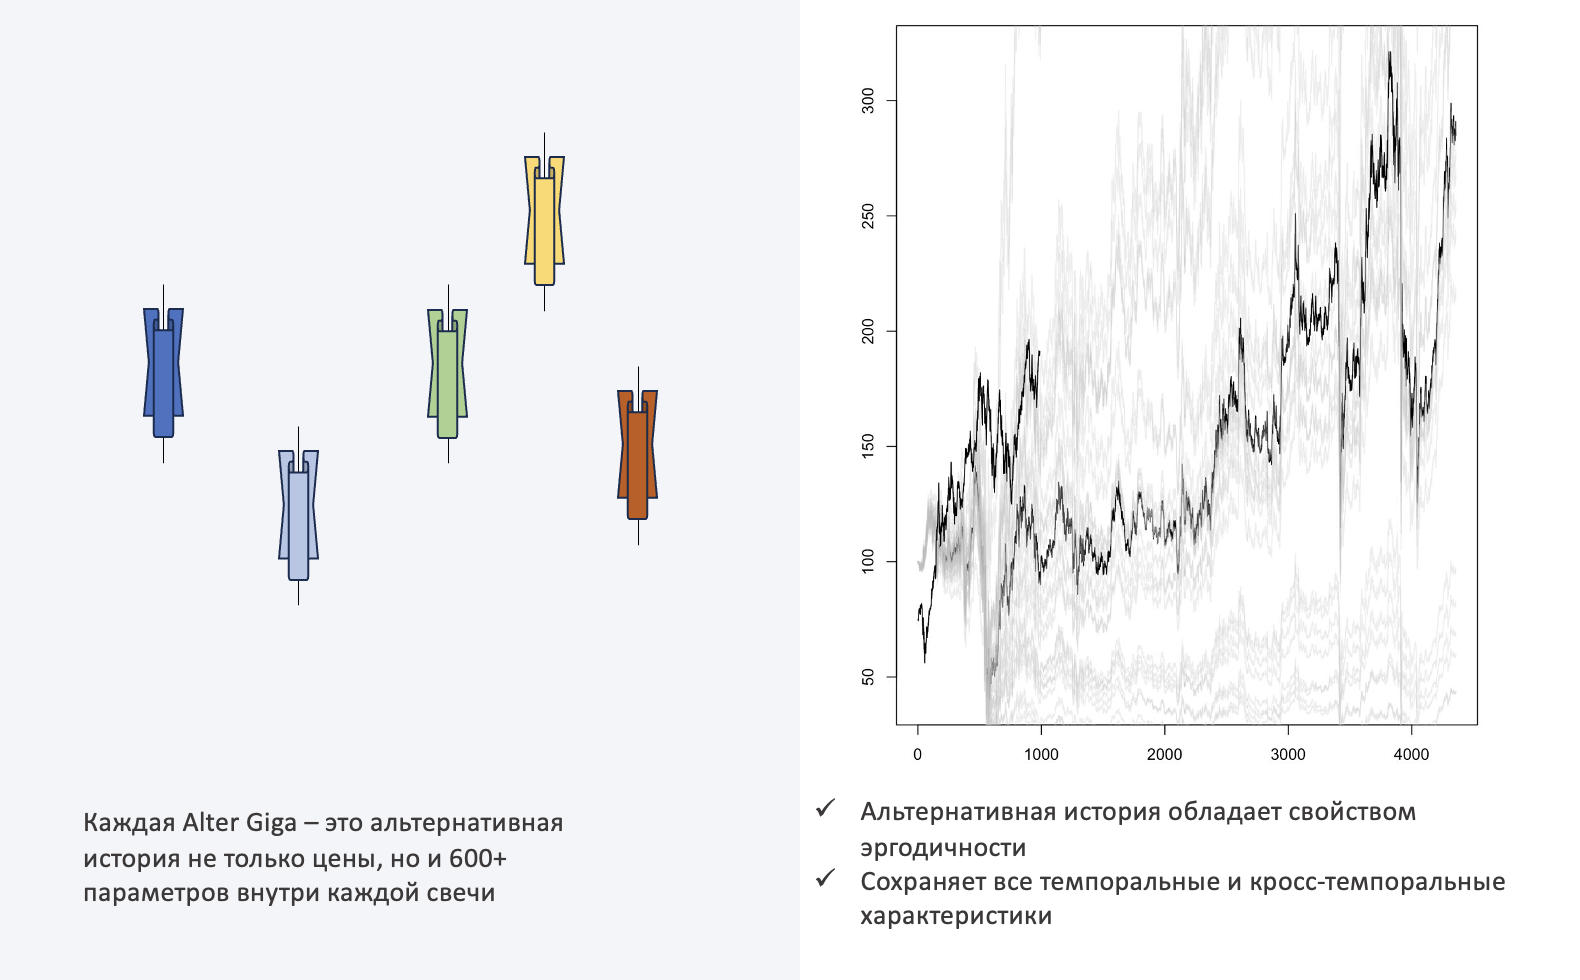 Каждая Alter Giga – это альтернативная
история не только цены, но и 600+
параметров внутри каждой свечи
300
250
200
150
100
50
0 1000 2000 3000 4000
✓ Альтернативная история обладает свойством
эргодичности
✓ Сохраняет все темпоральные и кросс-темпоральные
характеристики